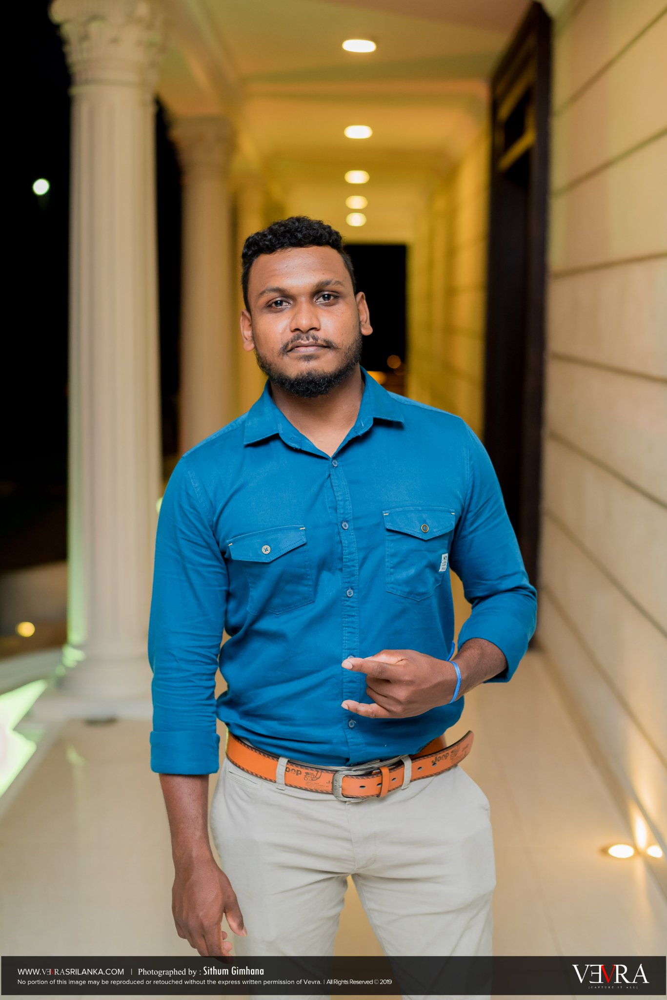 Joop
WWW.VEVRASRILANKA.COM | Photographed by : Sithum Gimhana
No portion of this image may be reproduced or retouched without the express written permission of Vevra. | All Rights Reserved © 2019
VEVRA
|CAPTURE IT ALL|